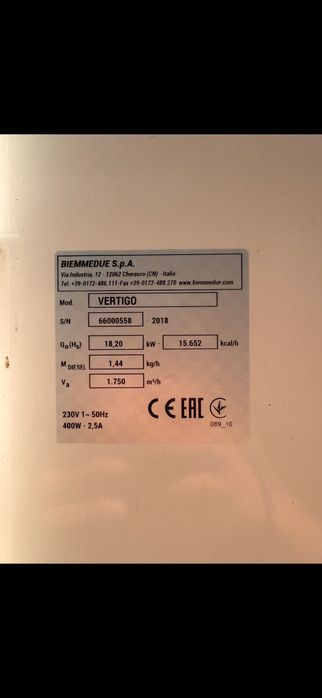 BIEMMEDUE S.p.A.
Via Industria, 12 - 12062 Cherasco (CN) - Italia
Tel. +39-0172-486.111-Fax +39-0172-488.270 www.biemmedue.com
Mod. VERTIGO
S/N 66000558 - 2018
Qn(Hs) 18,20 kW - 15.652 kcal/h
M DIESEL 1,44 kg/h
Va 1.750 m³/h
230V 1~ 50Hz
400W - 2,5A
CE EAC
089_16